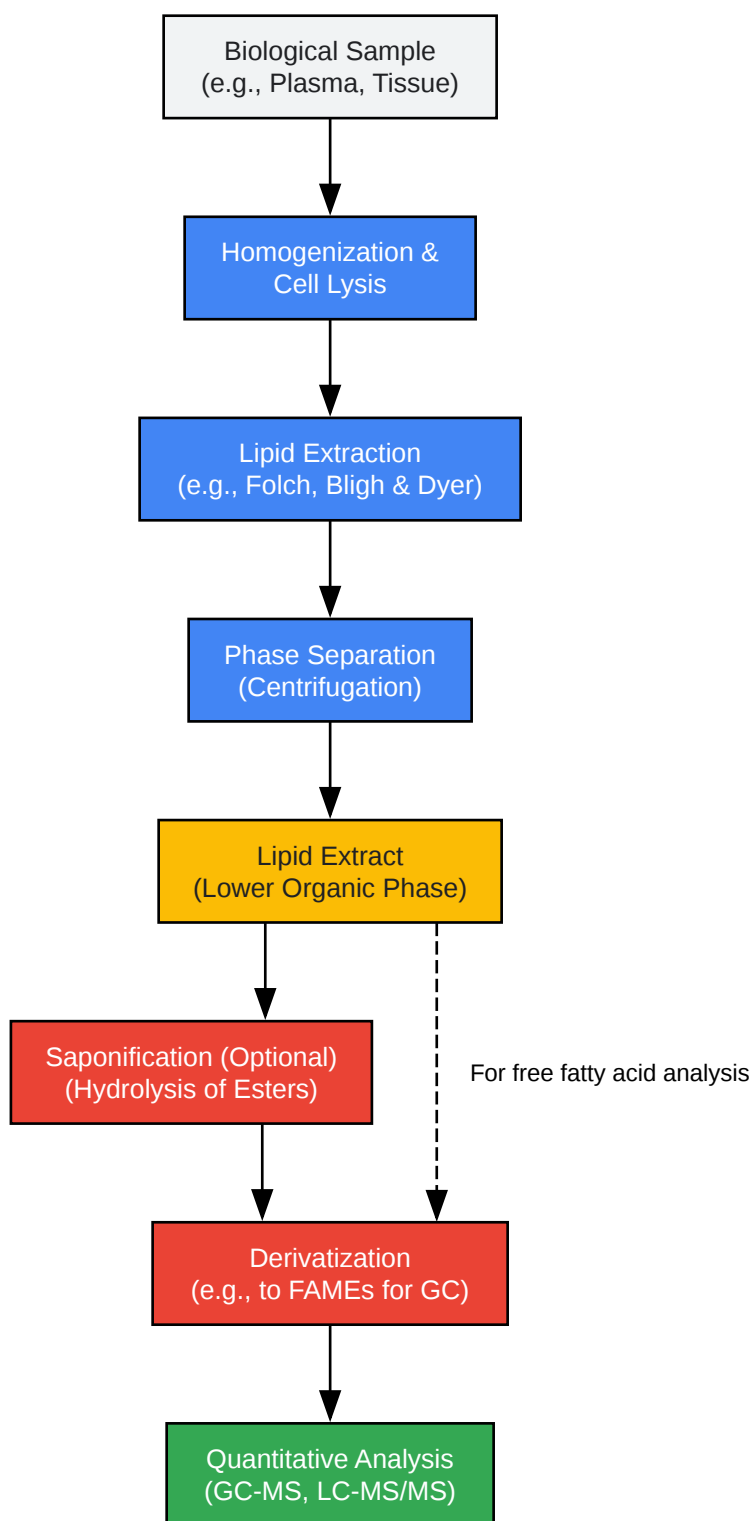 Biological Sample
(e.g., Plasma, Tissue)
Homogenization &
Cell Lysis
Lipid Extraction
(e.g., Folch, Bligh & Dyer)
Phase Separation
(Centrifugation)
Lipid Extract
(Lower Organic Phase)
Saponification (Optional)
(Hydrolysis of Esters)
For free fatty acid analysis
Derivatization
(e.g., to FAMEs for GC)
Quantitative Analysis
(GC-MS, LC-MS/MS)